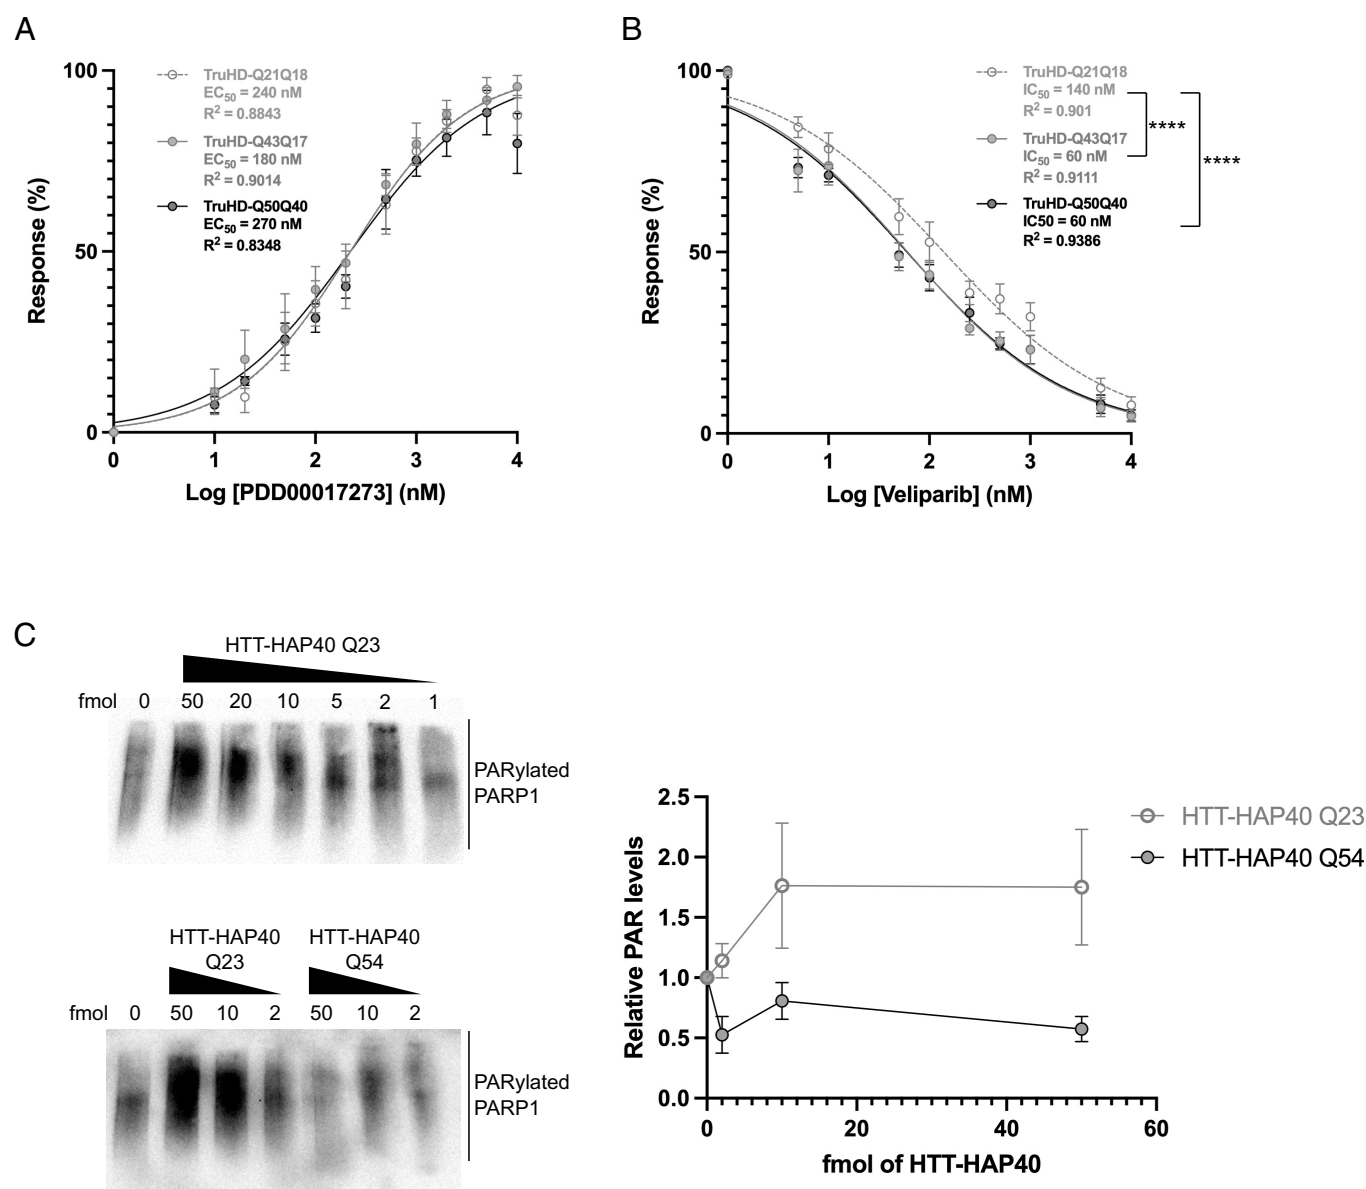 A
100
50
0
0 1 2 3 4
Response (%)
Log [PDD00017273] (nM)
TruHD-Q21Q18
EC50 = 240 nM
R2 = 0.8843
TruHD-Q43Q17
EC50 = 180 nM
R2 = 0.9014
TruHD-Q50Q40
EC50 = 270 nM
R2 = 0.8348
B
100
50
0
0 1 2 3 4
Response (%)
Log [Veliparib] (nM)
TruHD-Q21Q18
IC50 = 140 nM
R2 = 0.901
TruHD-Q43Q17
IC50 = 60 nM
R2 = 0.9111
TruHD-Q50Q40
IC50 = 60 nM
R2 = 0.9386
****
****
C
HTT-HAP40 Q23
fmol 0 50 20 10 5 2 1
PARylated
PARP1
HTT-HAP40 HTT-HAP40
Q23 Q54
fmol 0 50 10 2 50 10 2
PARylated
PARP1
2.5
2.0
1.5
1.0
0.5
0.0
0 20 40 60
Relative PAR levels
fmol of HTT-HAP40
HTT-HAP40 Q23
HTT-HAP40 Q54